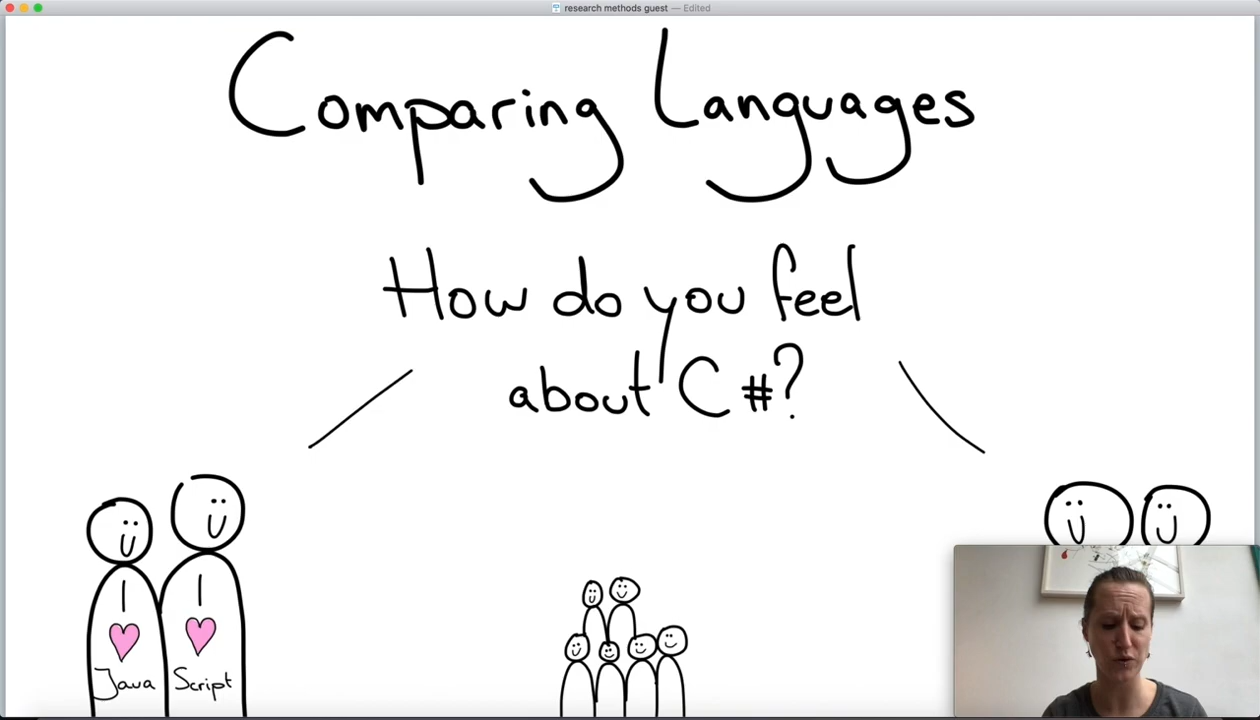 research methods guest — Edited
Comparing Languages
How do you feel
about C#?
I I
Java Script